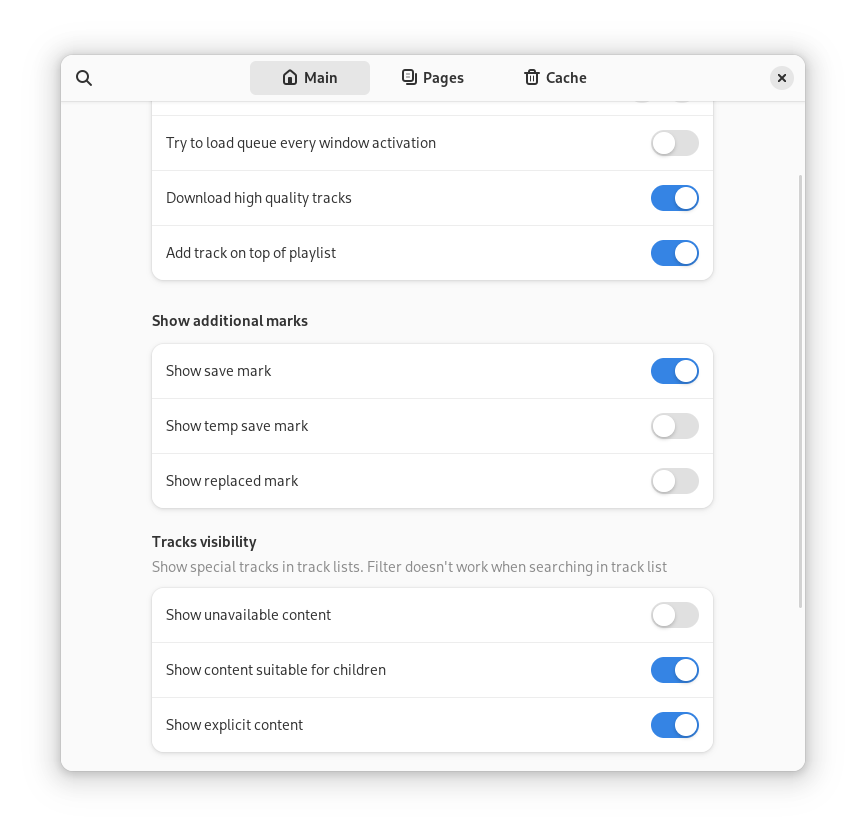 Main
Pages
Cache
Try to load queue every window activation
Download high quality tracks
Add track on top of playlist
Show additional marks
Show save mark
Show temp save mark
Show replaced mark
Tracks visibility
Show special tracks in track lists. Filter doesn't work when searching in track list
Show unavailable content
Show content suitable for children
Show explicit content